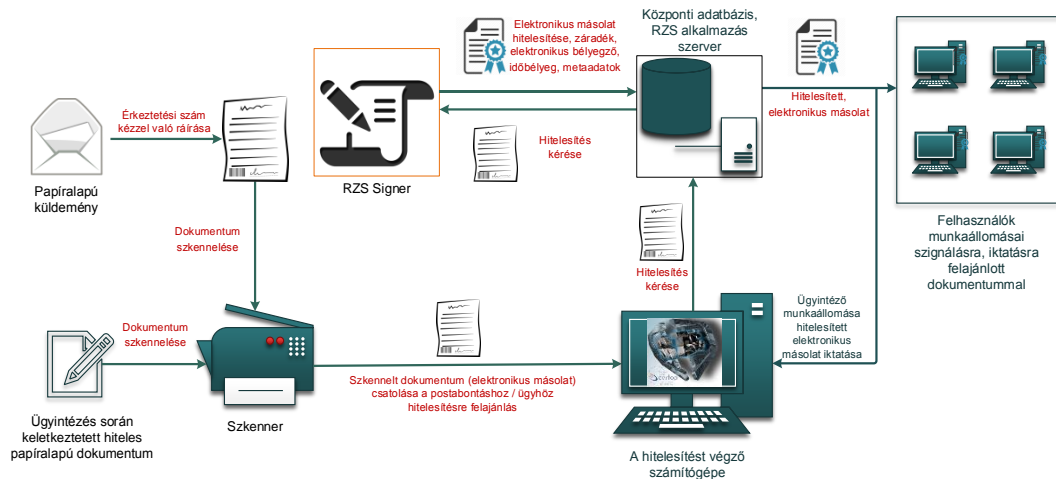 Elektronikus másolat
hitelesítése, záradék,
elektronikus bélyegző,
időbélyeg, metaadatok
Központi adatbázis,
RZS alkalmazás
szerver
Érkeztetési szám
kézzel való ráírása
Papíralapú
küldemény
RZS Signer
Hitelesítés
kérése
Hitelesített,
elektronikus másolat
Felhasználók
munkaállomásai
szignálásra, iktatásra
felajánlott
dokumentummal
Dokumentum
szkennelése
Hitelesítés
kérése
Ügyintéző
munkaállomása
hitelesített
elektronikus
másolat iktatása
Dokumentum
szkennelése
Szkennelt dokumentum (elektronikus másolat)
csatolása a postabontáshoz / ügyhöz
hitelesítésre felajánlás
Ügyintézés során
keletkeztetett hiteles
papíralapú dokumentum
Szkenner
A hitelesítést végző
számítógépe